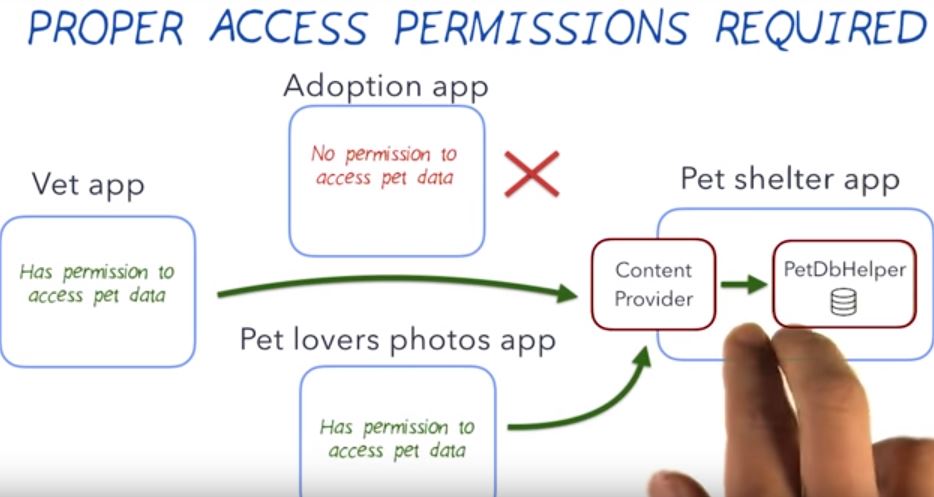 PROPER ACCESS PERMISSIONS REQUIRED
Adoption app
No permission to
access pet data
Vet app
Has permission to
access pet data
Pet shelter app
Content
Provider
PetDbHelper
Pet lovers photos app
Has permission to
access pet data